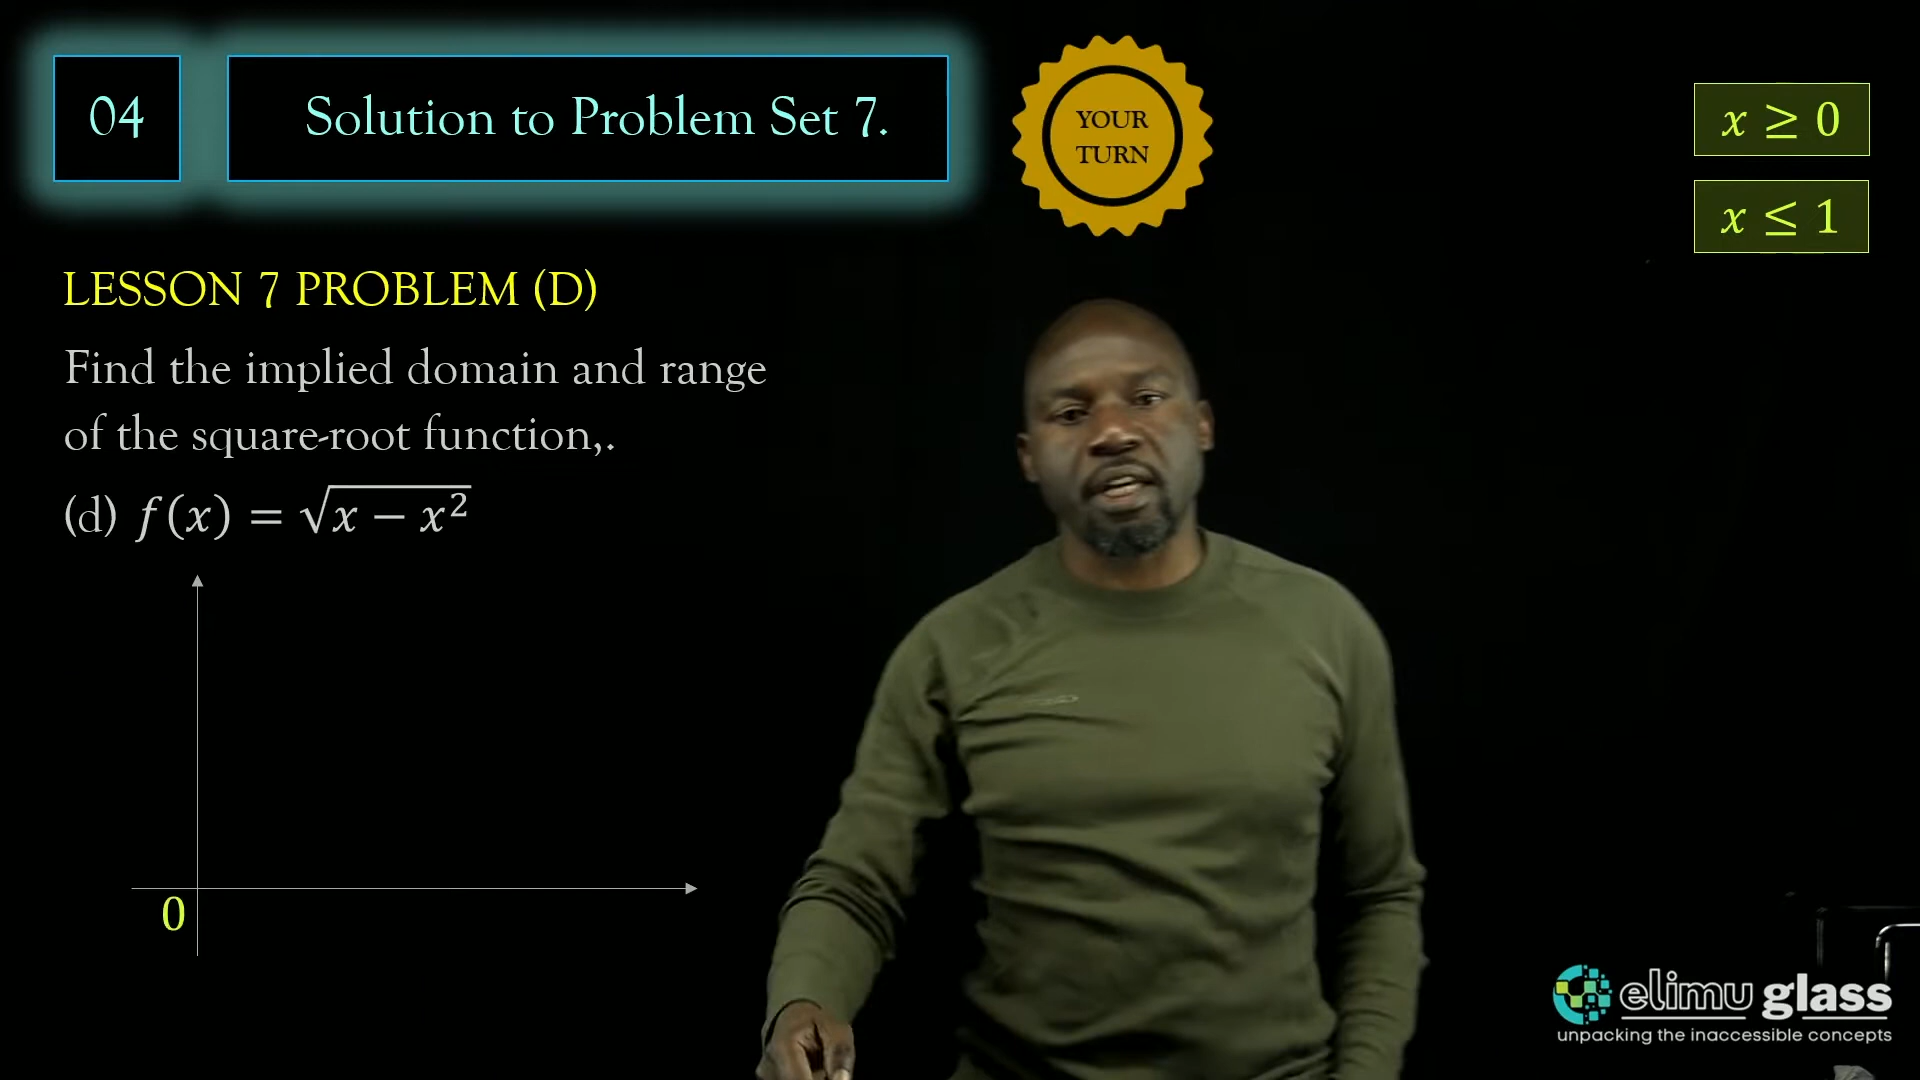 04
Solution to Problem Set 7.
YOUR
TURN
x ≥ 0
x ≤ 1
LESSON 7 PROBLEM (D)
Find the implied domain and range
of the square-root function,.
(d) f(x) = √(x − x²)
0
elimu glass
unpacking the inaccessible concepts